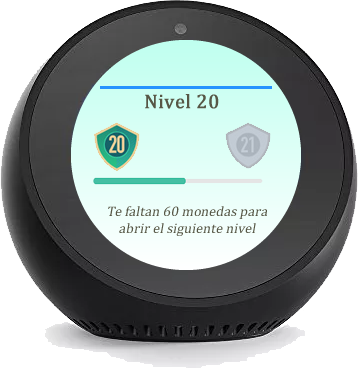 Nivel 20
20
21
Te faltan 60 monedas para
abrir el siguiente nivel